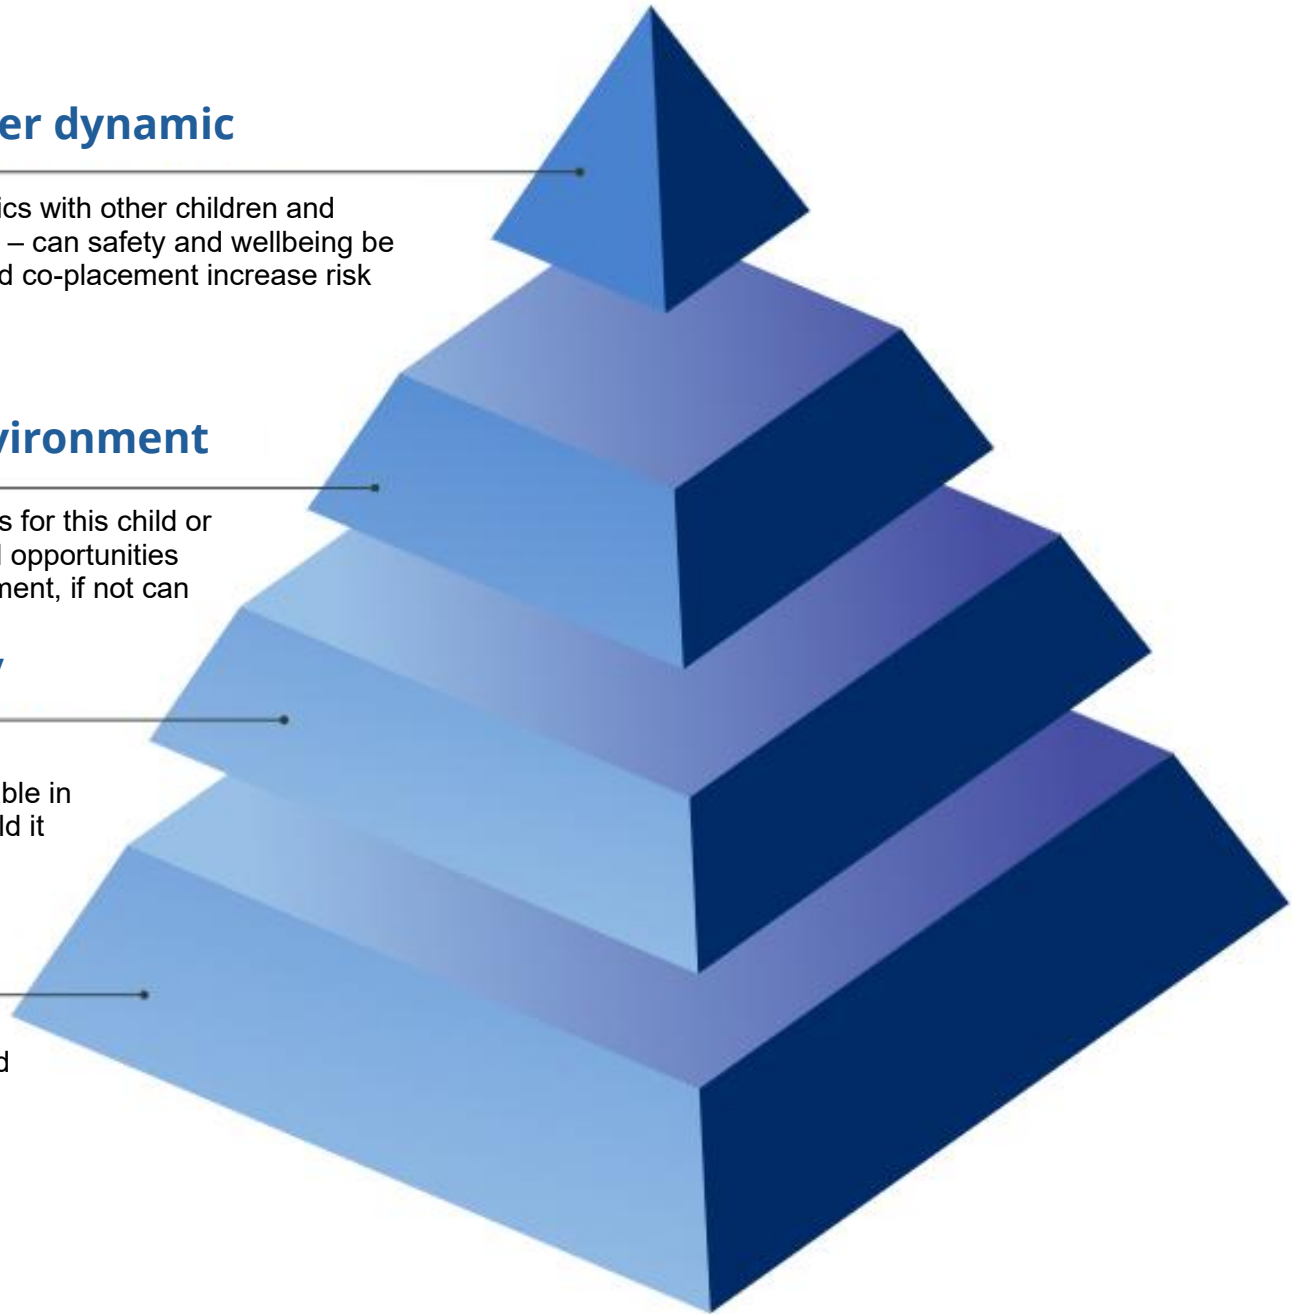 er dynamic
ics with other children and
– can safety and wellbeing be
d co-placement increase risk
vironment
s for this child or
l opportunities
ment, if not can
y
ble in
ld it
d